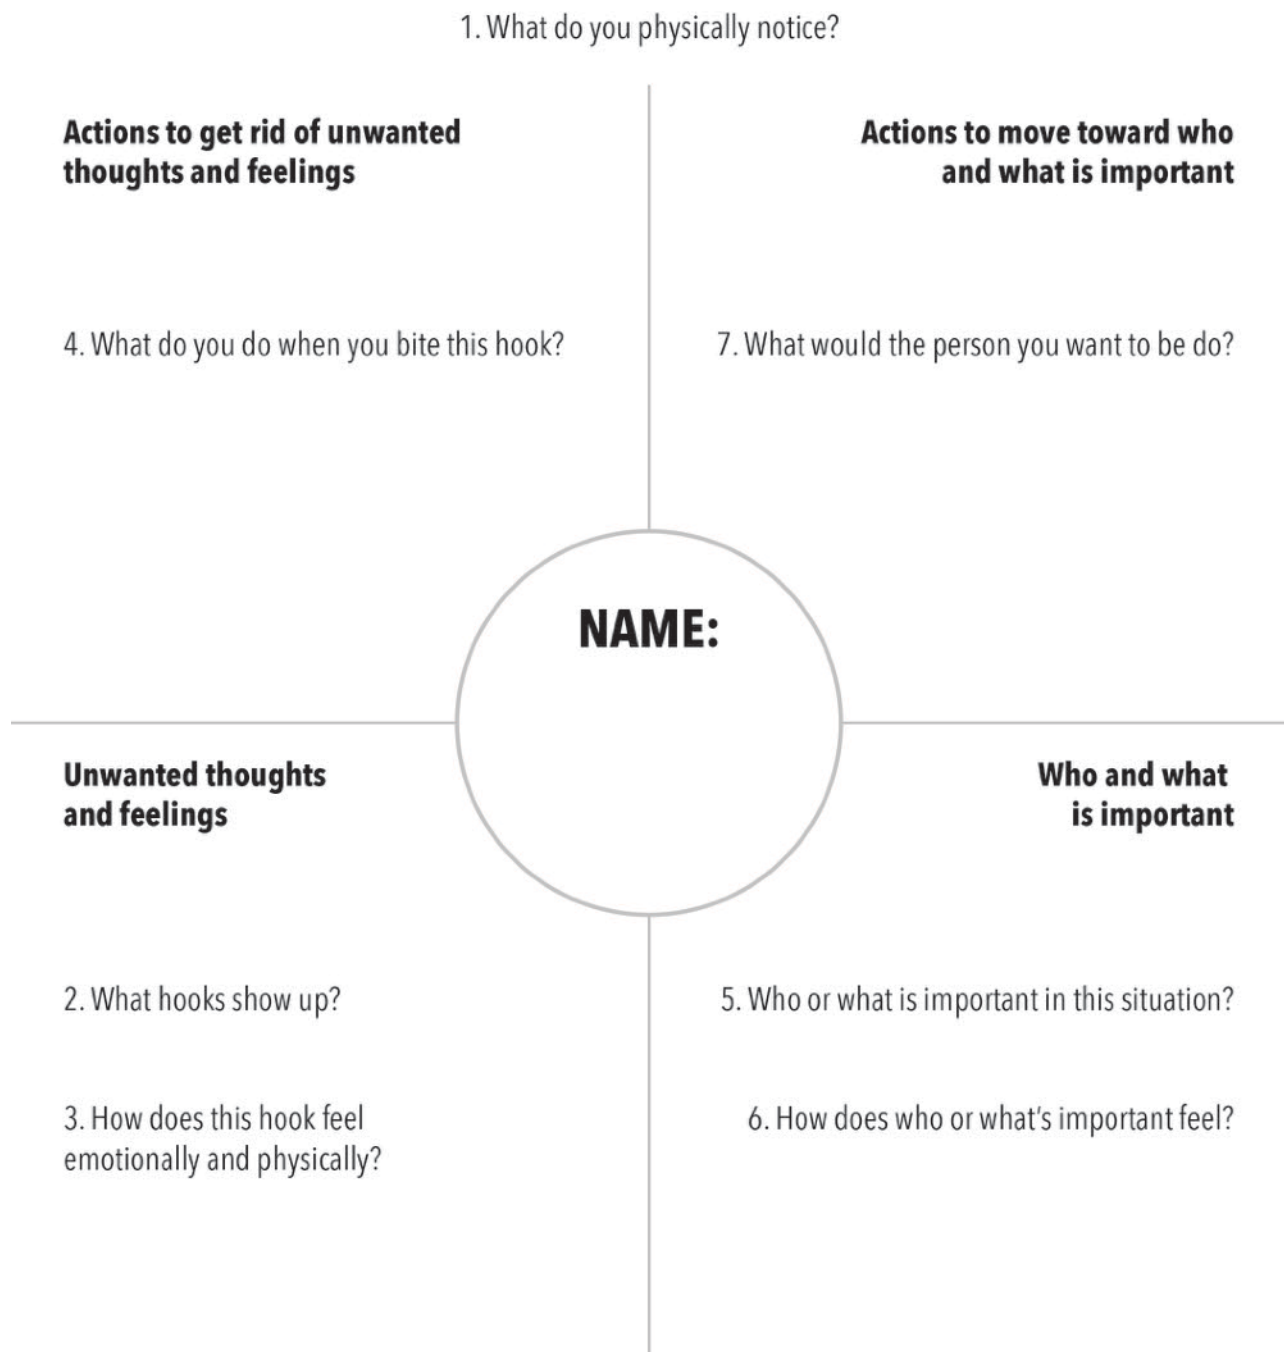 1. What do you physically notice?
Actions to get rid of unwanted
thoughts and feelings
Actions to move toward who
and what is important
4. What do you do when you bite this hook?
7. What would the person you want to be do?
NAME:
Unwanted thoughts
and feelings
Who and what
is important
2. What hooks show up?
5. Who or what is important in this situation?
3. How does this hook feel
emotionally and physically?
6. How does who or what's important feel?